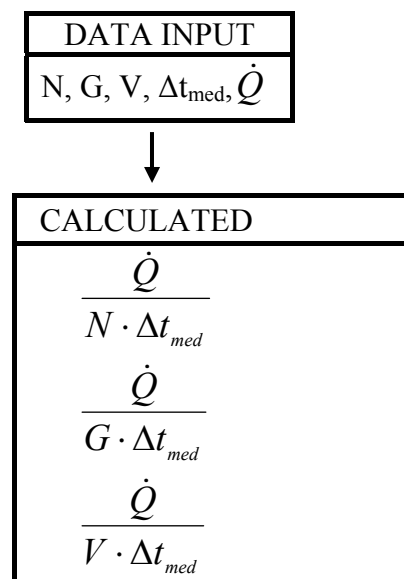 DATA INPUT
N, G, V, Δt_med, Q̇
CALCULATED
Q̇
N · Δt_med
Q̇
G · Δt_med
Q̇
V · Δt_med